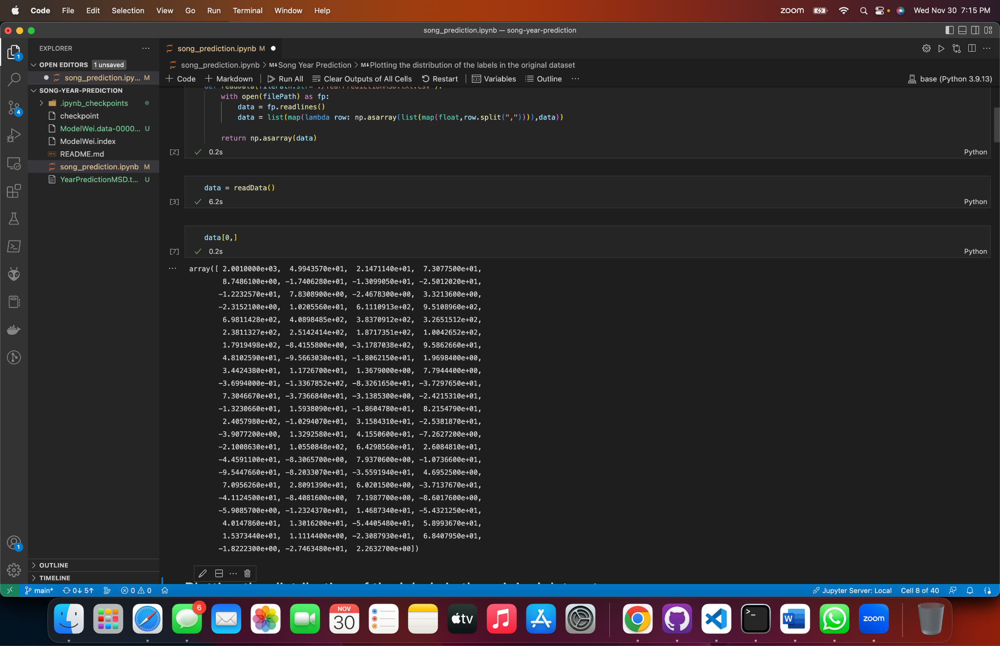 Code File Edit Selection View Go Run Terminal Window Help zoom Wed Nov 30 7:15 PM
song_prediction.ipynb — song-year-prediction
EXPLORER
OPEN EDITORS 1 unsaved
song_prediction.ipy... M
SONG-YEAR-PREDICTION
.ipynb_checkpoints
checkpoint
ModelWei.data-0000... U
ModelWei.index
README.md
song_prediction.ipynb M
YearPredictionMSD.t... U
OUTLINE
TIMELINE
1
4
1
song_prediction.ipynb M
song_prediction.ipynb > M↓Song Year Prediction > M↓Plotting the distribution of the labels in the original dataset
+ Code + Markdown Run All Clear Outputs of All Cells Restart Variables Outline ... base (Python 3.9.13)
def readData(filePath:str="./YearPredictionMSD.txt.csv"):
with open(filePath) as fp:
data = fp.readlines()
data = list(map(lambda row: np.asarray(list(map(float,row.split(",")))),data))
return np.asarray(data)
[2] 0.2s Python
data = readData()
[3] 6.2s Python
data[0,]
[7] 0.2s Python
array([ 2.0010000e+03, 4.9943570e+01, 2.1471140e+01, 7.3077500e+01,
8.7486100e+00, -1.7406280e+01, -1.3099050e+01, -2.5012020e+01,
-1.2232570e+01, 7.8308900e+00, -2.4678300e+00, 3.3213600e+00,
-2.3152100e+00, 1.0205560e+01, 6.1110913e+02, 9.5108960e+02,
6.9811428e+02, 4.0898485e+02, 3.8370912e+02, 3.2651512e+02,
2.3811327e+02, 2.5142414e+02, 1.8717351e+02, 1.0042652e+02,
1.7919498e+02, -8.4155800e+00, -3.1787038e+02, 9.5862660e+01,
4.8102590e+01, -9.5663030e+01, -1.8062150e+01, 1.9698400e+00,
3.4424380e+01, 1.1726700e+01, 1.3679000e+00, 7.7944400e+00,
-3.6994000e-01, -1.3367852e+02, -8.3261650e+01, -3.7297650e+01,
7.3046670e+01, -3.7366840e+01, -3.1385300e+00, -2.4215310e+01,
-1.3230660e+01, 1.5938090e+01, -1.8604780e+01, 8.2154790e+01,
2.4057980e+02, -1.0294070e+01, 3.1584310e+01, -2.5381870e+01,
-3.9077200e+00, 1.3292580e+01, 4.1550600e+01, -7.2627200e+00,
-2.1008630e+01, 1.0550848e+02, 6.4298560e+01, 2.6084810e+01,
-4.4591100e+01, -8.3065700e+00, 7.9370600e+00, -1.0736600e+01,
-9.5447660e+01, -8.2033070e+01, -3.5591940e+01, 4.6952500e+00,
7.0956260e+01, 2.8091390e+01, 6.0201500e+00, -3.7137670e+01,
-4.1124500e+01, -8.4081600e+00, 7.1987700e+00, -8.6017600e+00,
-5.9085700e+00, -1.2324370e+01, 1.4687340e+01, -5.4321250e+01,
4.0147860e+01, 1.3016200e+01, -5.4405480e+01, 5.8993670e+01,
1.5373440e+01, 1.1114400e+00, -2.3087930e+01, 6.8407950e+01,
-1.8222300e+00, -2.7463480e+01, 2.2632700e+00])
Plotting the distribution of the labels in the original dataset
main* 0↓ 5↑ 0 0 Jupyter Server: Local Cell 8 of 40
6
NOV
30
tv
W
zoom